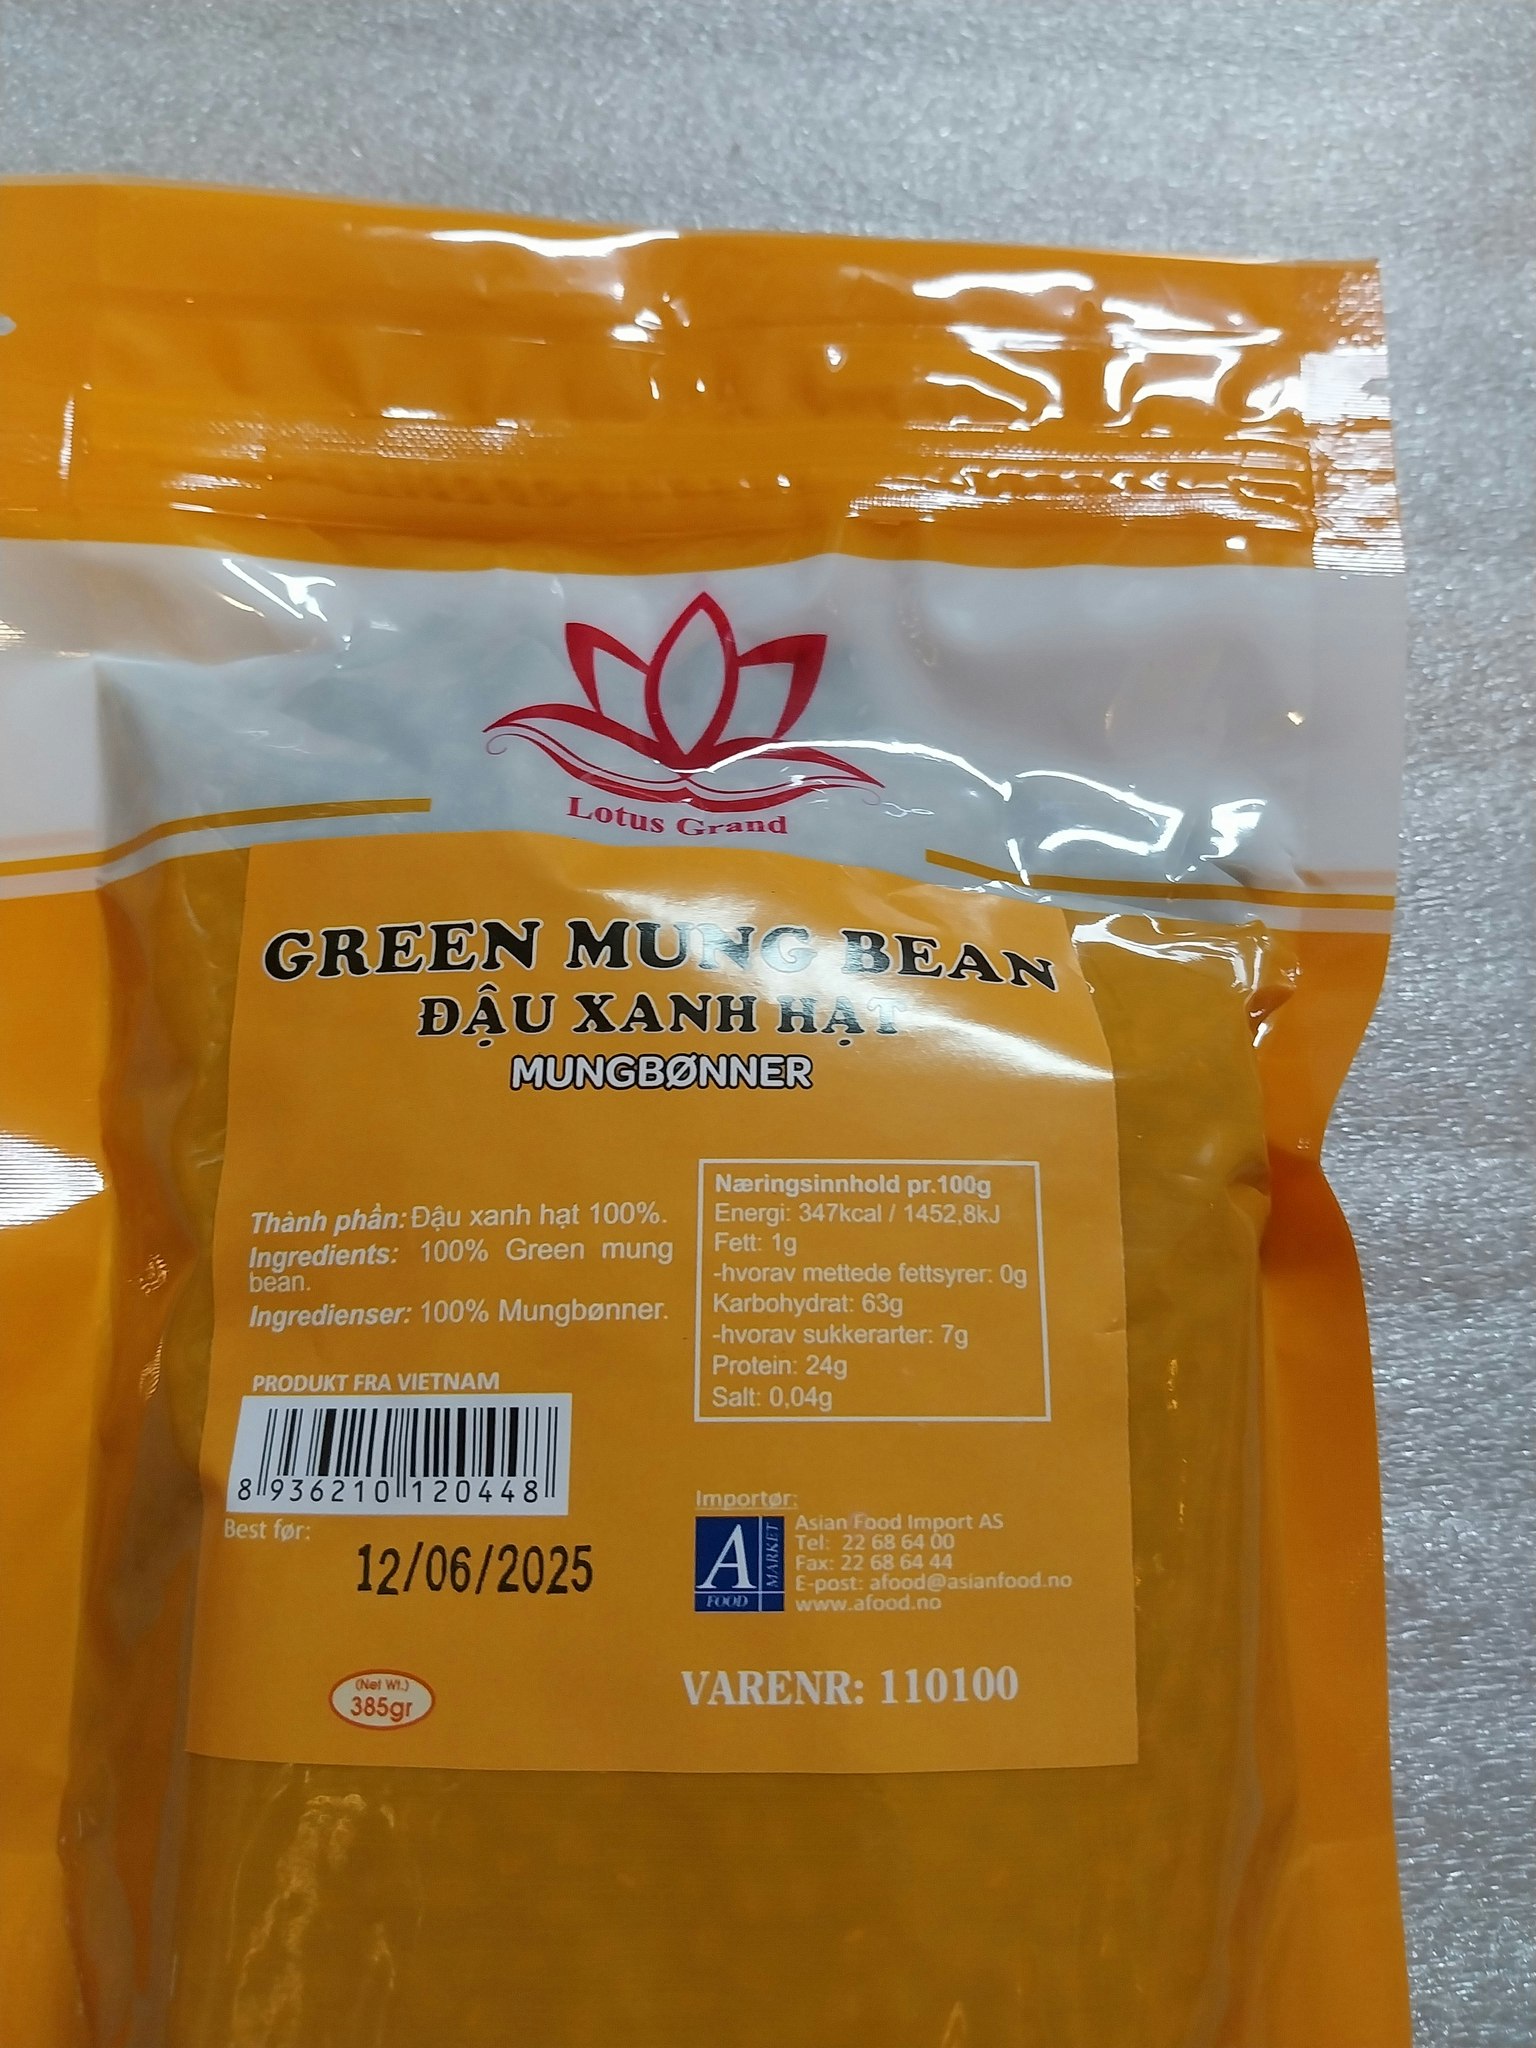 Lotus Grand
GREEN MUNG BEAN
ĐẬU XANH HẠT
MUNGBØNNER
Thành phần: Đậu xanh hạt 100%.
Ingredients: 100% Green mung
bean.
Ingredienser: 100% Mungbønner.
Næringsinnhold pr.100g
Energi: 347kcal / 1452,8kJ
Fett: 1g
-hvorav mettede fettsyrer: 0g
Karbohydrat: 63g
-hvorav sukkerarter: 7g
Protein: 24g
Salt: 0,04g
PRODUKT FRA VIETNAM
8 936210 120448
Best før:
12/06/2025
Importør:
A MARKET
FOOD
Asian Food Import AS
Tel: 22 68 64 00
Fax: 22 68 64 44
E-post: afood@asianfood.no
www.afood.no
(Net Wt.)
385gr
VARENR: 110100